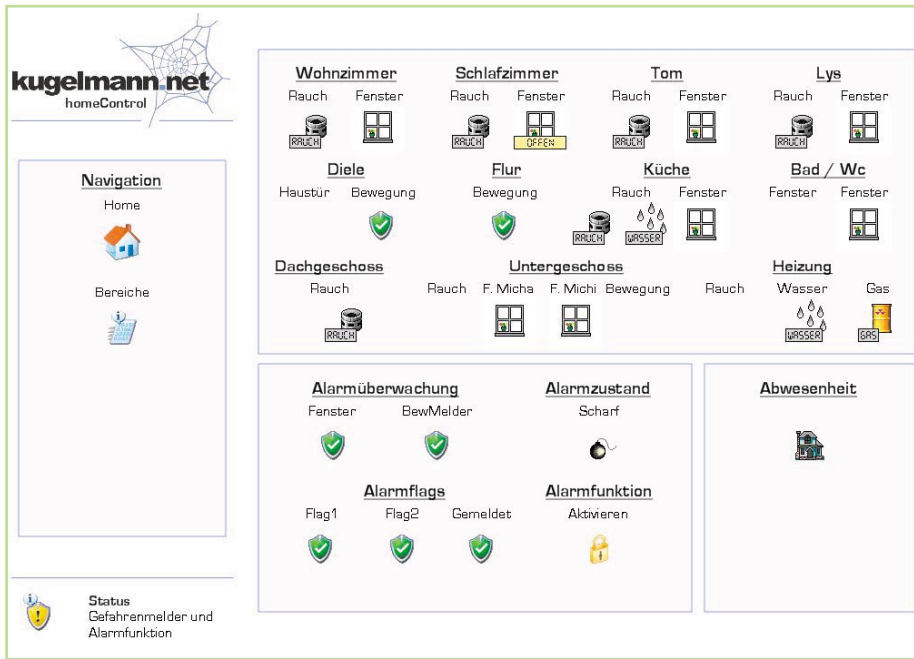 kugelmann.net
homeControl
Navigation
Home
Bereiche
Status
Gefahrenmelder und
Alarmfunktion
Wohnzimmer Schlafzimmer Tom Lys
Rauch Fenster Rauch Fenster Rauch Fenster Rauch Fenster
RAUCH RAUCH OFFEN RAUCH RAUCH
Diele Flur Küche Bad / Wc
Haustür Bewegung Bewegung Rauch Fenster Fenster Fenster
RAUCH WASSER
Dachgeschoss Untergeschoss Heizung
Rauch Rauch F. Micha F. Michi Bewegung Rauch Wasser Gas
RAUCH WASSER GAS
Alarmüberwachung Alarmzustand
Fenster BewMelder Scharf
Alarmflags Alarmfunktion
Flag1 Flag2 Gemeldet Aktivieren
Abwesenheit